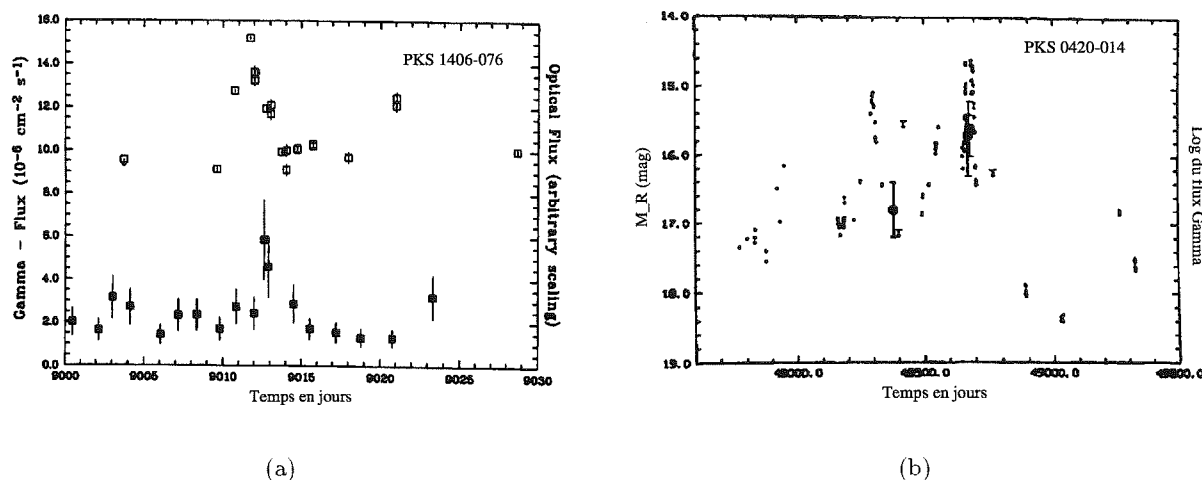 16.0
14.0
12.0
10.0
8.0
6.0
4.0
2.0
0.0
Gamma - Flux (10⁻⁶ cm⁻² s⁻¹)
PKS 1406-076
Optical Flux (arbitrary scaling)
9000
9005
9010
9015
9020
9025
9030
Temps en jours
(a)
14.0
15.0
16.0
17.0
18.0
19.0
M_R (mag)
PKS 0420-014
Log du flux Gamma
48000.0
48500.0
49000.0
49500.0
Temps en jours
(b)